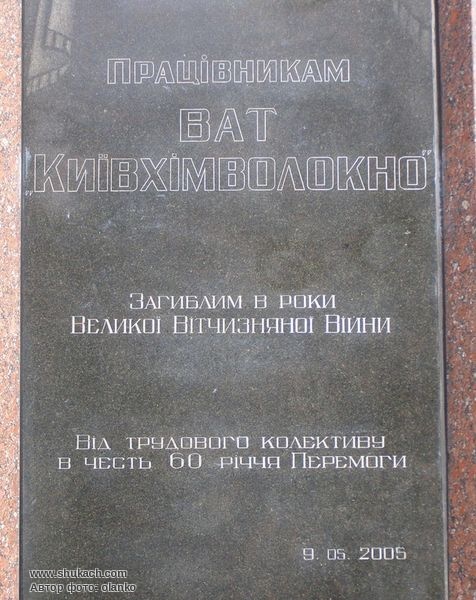 Працівникам
ВАТ
„Київхімволокно"
Загиблим в роки
Великої Вітчизняної Війни
Від трудового колективу
в честь 60 річчя Перемоги
9. 05. 2005
www.shukach.com
Автор фото: olanko